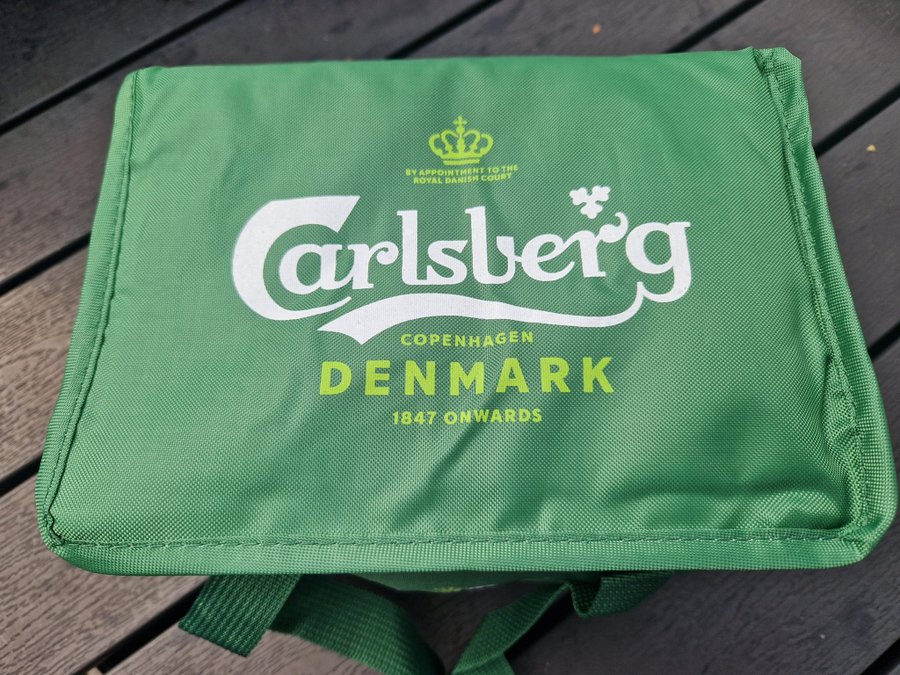 BY APPOINTMENT TO THE
ROYAL DANISH COURT
Carlsberg
COPENHAGEN
DENMARK
1847 ONWARDS